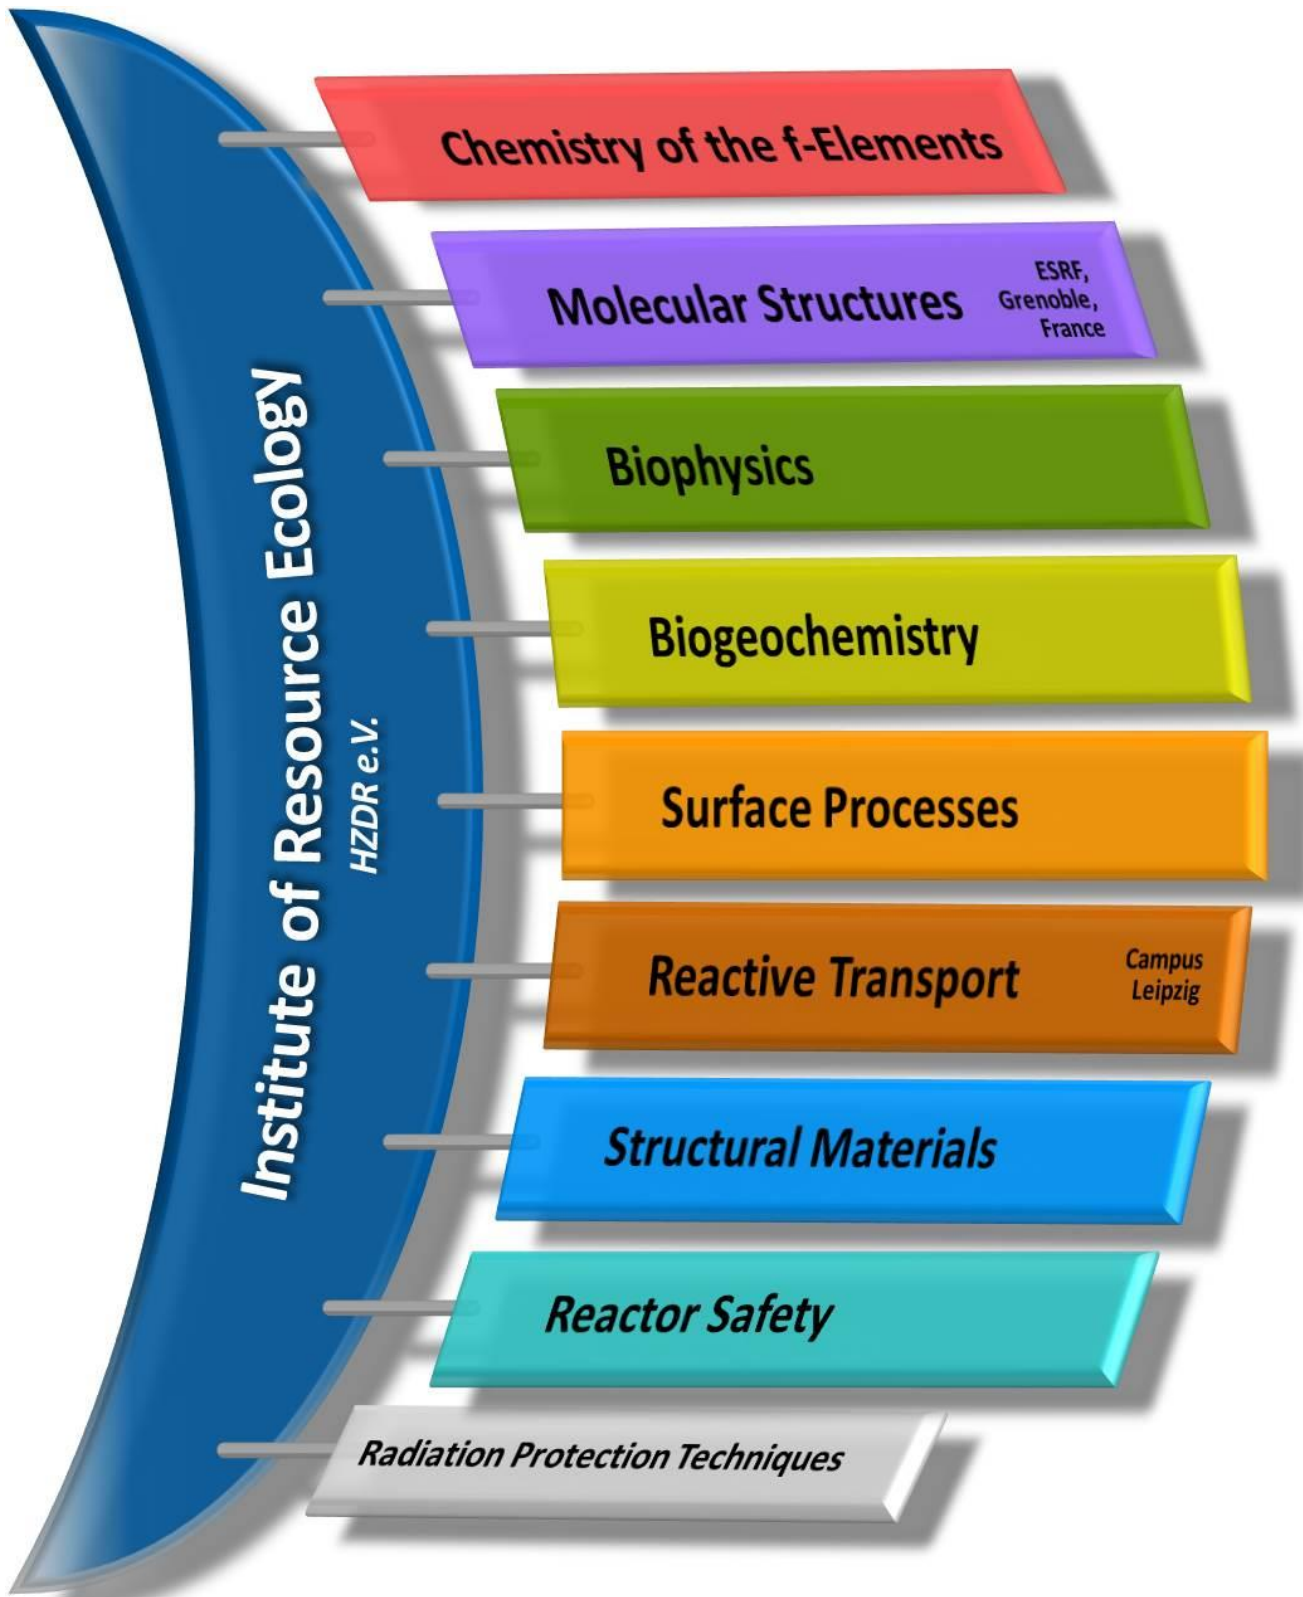 Institute of Resource Ecology
HZDR e.V.
Chemistry of the f-Elements
Molecular Structures
ESRF,
Grenoble,
France
Biophysics
Biogeochemistry
Surface Processes
Reactive Transport
Campus
Leipzig
Structural Materials
Reactor Safety
Radiation Protection Techniques